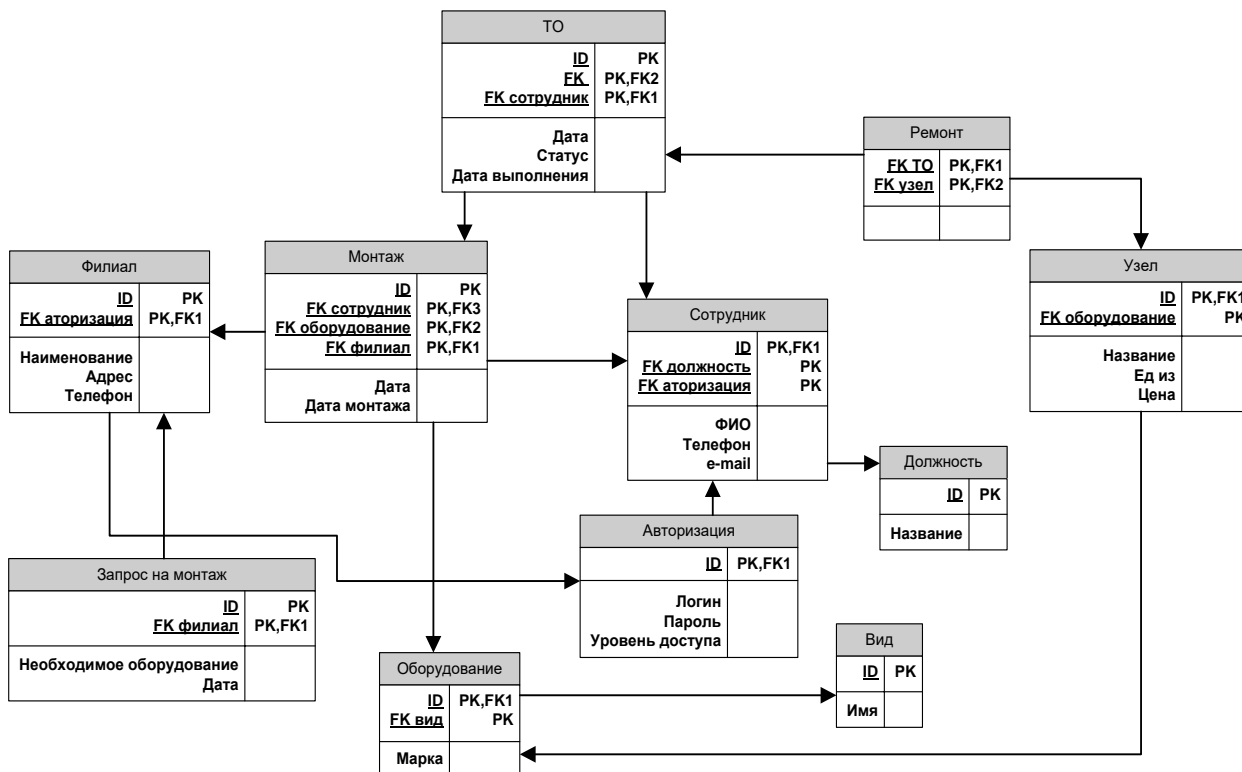 ТО
ID PK
FK PK,FK2
FK сотрудник PK,FK1
Дата
Статус
Дата выполнения
Ремонт
FK ТО PK,FK1
FK узел PK,FK2
Филиал
ID PK
FK аторизация PK,FK1
Наименование
Адрес
Телефон
Монтаж
ID PK
FK сотрудник PK,FK3
FK оборудование PK,FK2
FK филиал PK,FK1
Дата
Дата монтажа
Сотрудник
ID PK,FK1
FK должность PK
FK аторизация PK
ФИО
Телефон
e-mail
Узел
ID PK,FK1
FK оборудование PK
Название
Ед из
Цена
Должность
ID PK
Название
Запрос на монтаж
ID PK
FK филиал PK,FK1
Необходимое оборудование
Дата
Авторизация
ID PK,FK1
Логин
Пароль
Уровень доступа
Оборудование
ID PK,FK1
FK вид PK
Марка
Вид
ID PK
Имя